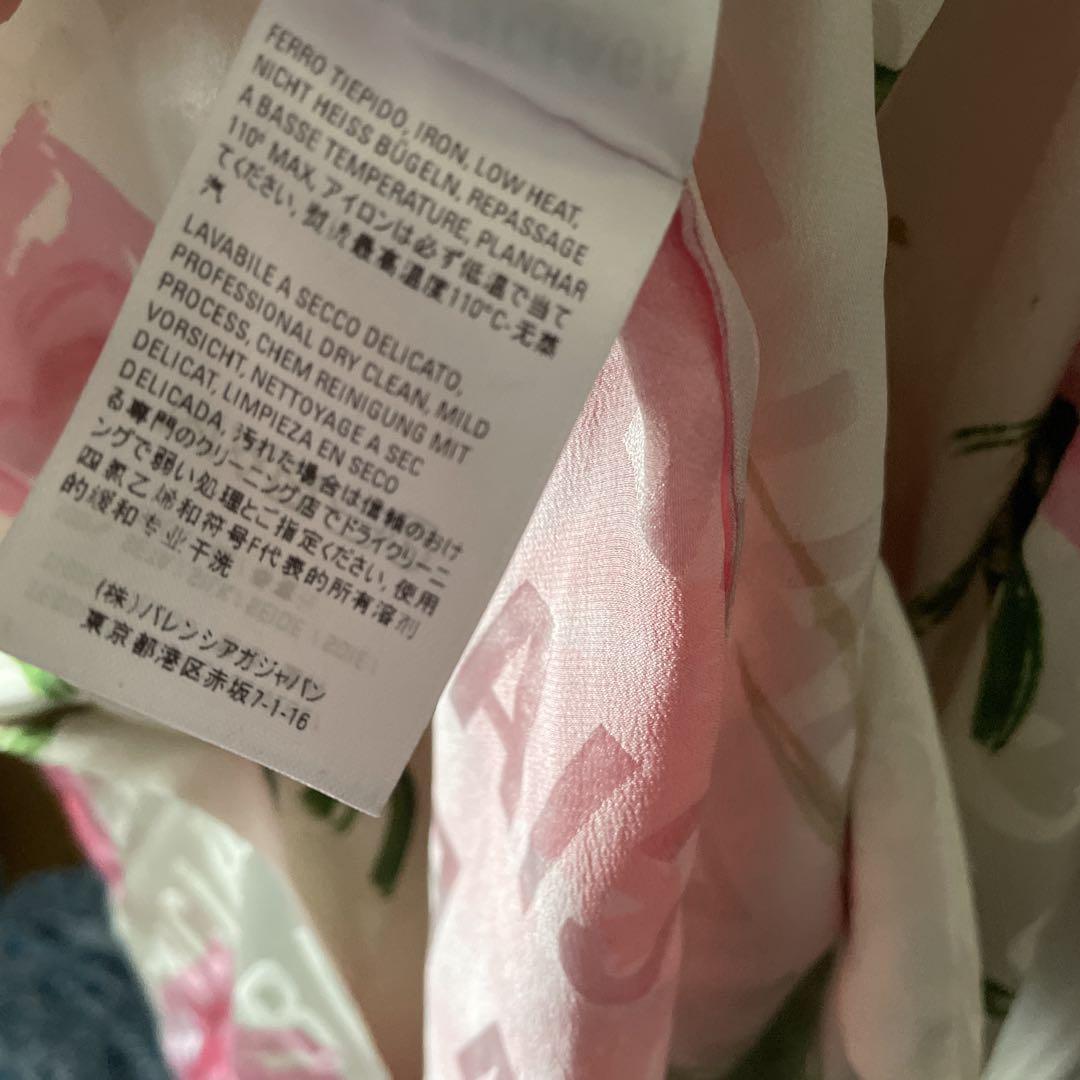 FERRO TIEPIDO, IRON, LOW HEAT,
NICHT HEISS BÜGELN, REPASSAGE
A BASSE TEMPERATURE, PLANCHAR
110° MAX, アイロンは必ず低温で当て
てください, 最高温度110°C-无蒸
汽
LAVABILE A SECCO DELICATO,
PROFESSIONAL DRY CLEAN, MILD
PROCESS, CHEM REINIGUNG MIT
VORSICHT, NETTOYAGE A SEC
DELICAT, LIMPIEZA EN SECO
DELICADA, 汚れた場合は信頼のおけ
る専門のクリーニング店でドライクリーニ
ングで弱い処理とご指定ください, 使用
四氯乙烯和符号F代表的所有溶剂
的缓和专业干洗
(株)バレンシアガジャパン
東京都港区赤坂7-1-16